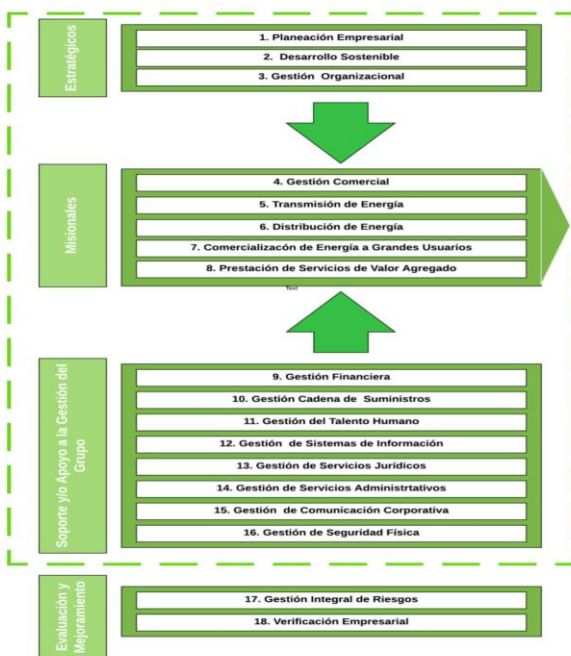 Estratégicos
1. Planeación Empresarial
2. Desarrollo Sostenible
3. Gestión Organizacional
Misionales
4. Gestión Comercial
5. Transmisión de Energía
6. Distribución de Energía
7. Comercializacón de Energía a Grandes Usuarios
8. Prestación de Servicios de Valor Agregado
Text
Soporte y/o Apoyo a la Gestión del
Grupo
9. Gestión Financiera
10. Gestión Cadena de Suministros
11. Gestión del Talento Humano
12. Gestión de Sistemas de Información
13. Gestión de Servicios Jurídicos
14. Gestión de Servicios Administrtativos
15. Gestión de Comunicación Corporativa
16. Gestión de Seguridad Física
Evaluación y
Mejoramiento
17. Gestión Integral de Riesgos
18. Verificación Empresarial